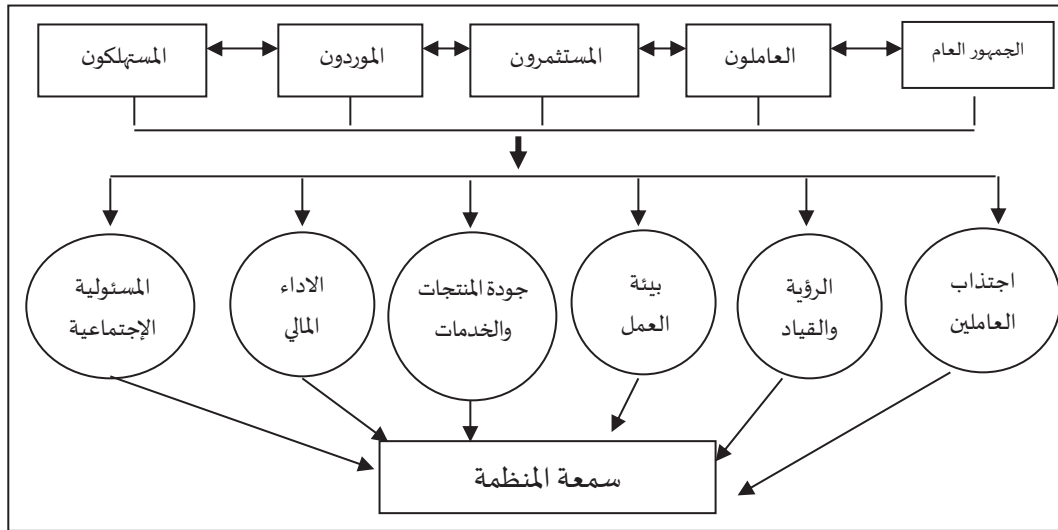 الجمهور العام
العاملون
المستثمرون
الموردون
المستهلكون
اجتذاب
العاملين
الرؤية
والقياد
بيئة
العمل
جودة المنتجات
والخدمات
الاداء
المالي
المسئولية
الإجتماعية
سمعة المنظمة